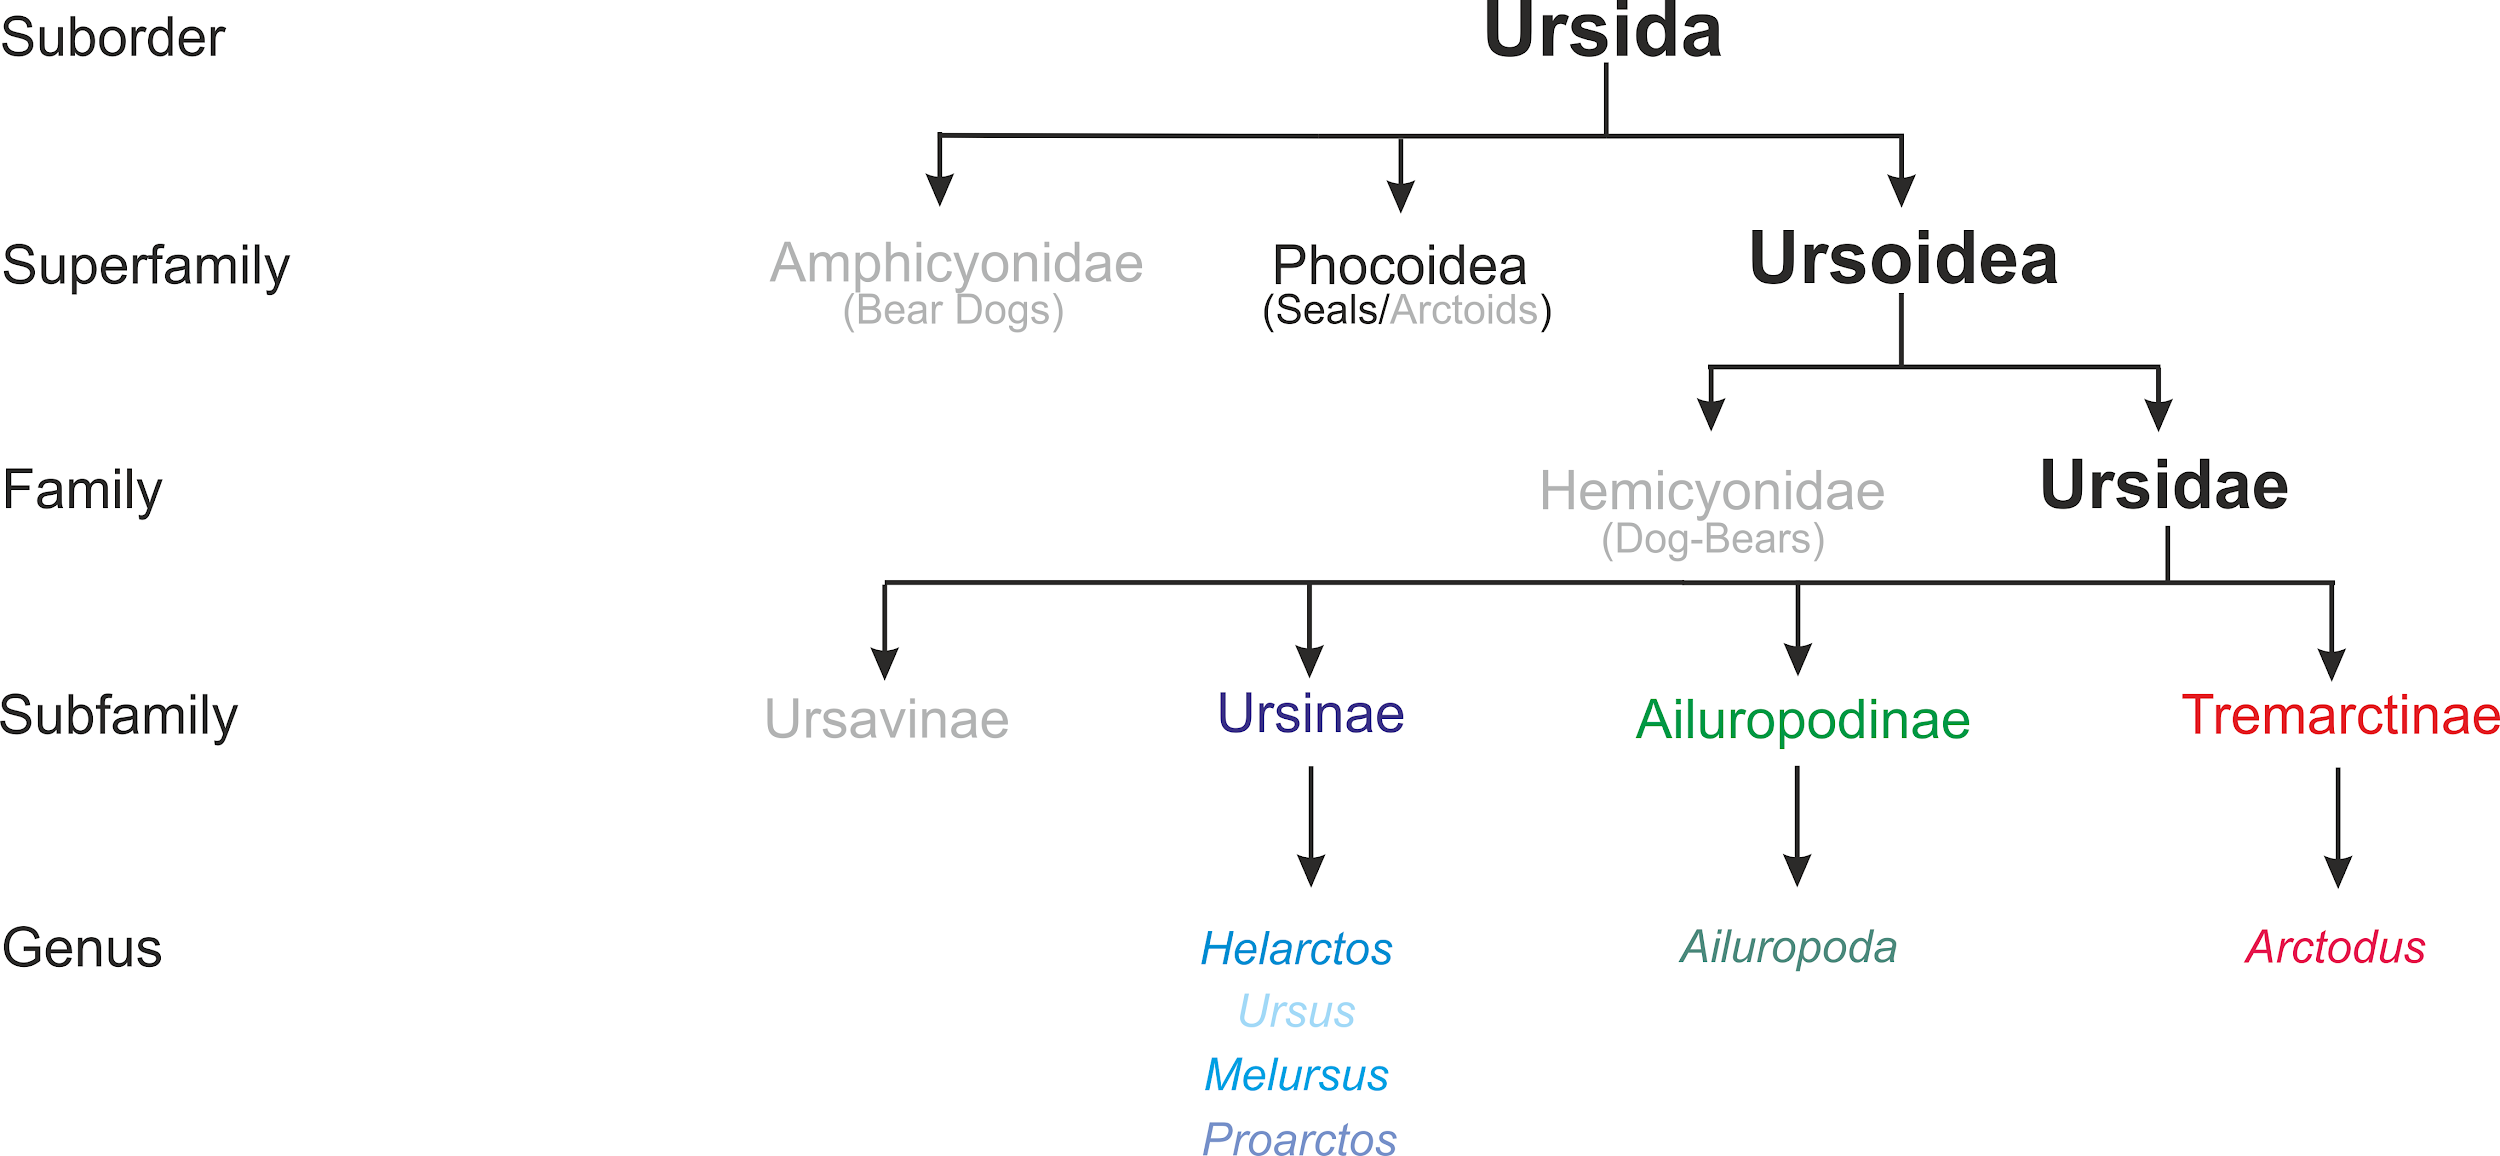 Suborder
Ursida
Superfamily
Amphicyonidae
(Bear Dogs)
Phocoidea
(Seals/Arctoids)
Ursoidea
Family
Hemicyonidae
(Dog-Bears)
Ursidae
Subfamily
Ursavinae
Ursinae
Ailuropodinae
Tremarctinae
Genus
Helarctos
Ailuropoda
Arctodus
Ursus
Melursus
Proarctos